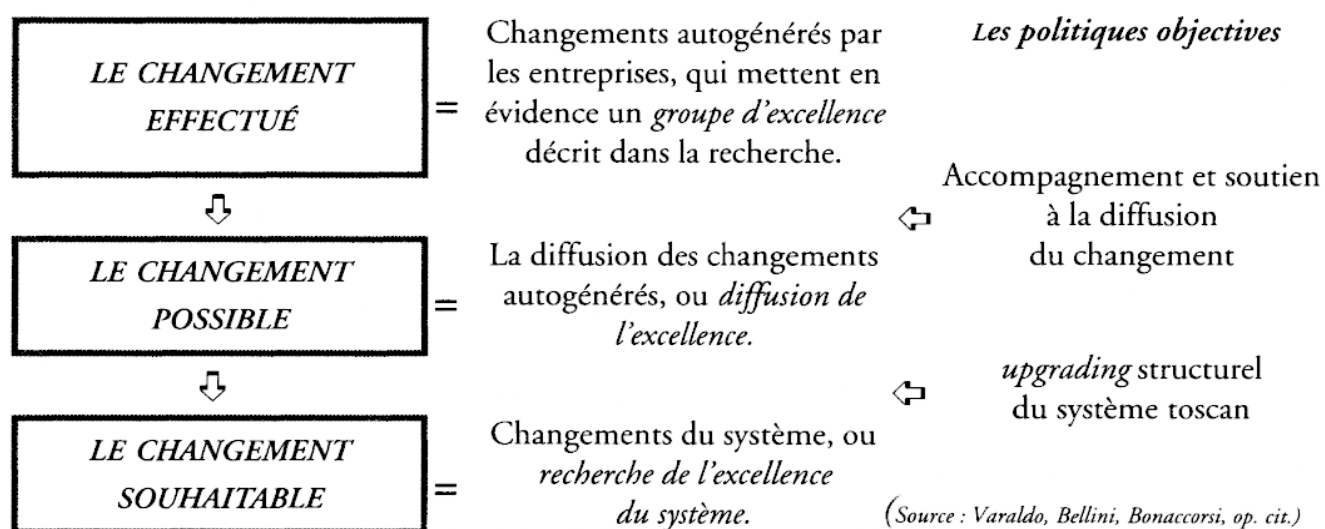 LE CHANGEMENT
EFFECTUÉ
=
Changements autogénérés par
les entreprises, qui mettent en
évidence un groupe d'excellence
décrit dans la recherche.
Les politiques objectives
Accompagnement et soutien
à la diffusion
du changement
LE CHANGEMENT
POSSIBLE
=
La diffusion des changements
autogénérés, ou diffusion de
l'excellence.
upgrading structurel
du système toscan
LE CHANGEMENT
SOUHAITABLE
=
Changements du système, ou
recherche de l'excellence
du système.
(Source : Varaldo, Bellini, Bonaccorsi, op. cit.)